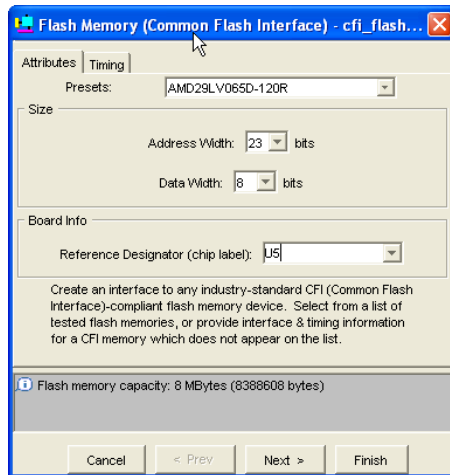 Flash Memory (Common Flash Interface) - cfi_flash...
Attributes Timing
Presets: AMD29LV065D-120R
Size
Address Width: 23 bits
Data Width: 8 bits
Board Info
Reference Designator (chip label): U5
Create an interface to any industry-standard CFI (Common Flash
Interface)-compliant flash memory device. Select from a list of
tested flash memories, or provide interface & timing information
for a CFI memory which does not appear on the list.
Flash memory capacity: 8 MBytes (8388608 bytes)
Cancel < Prev Next > Finish